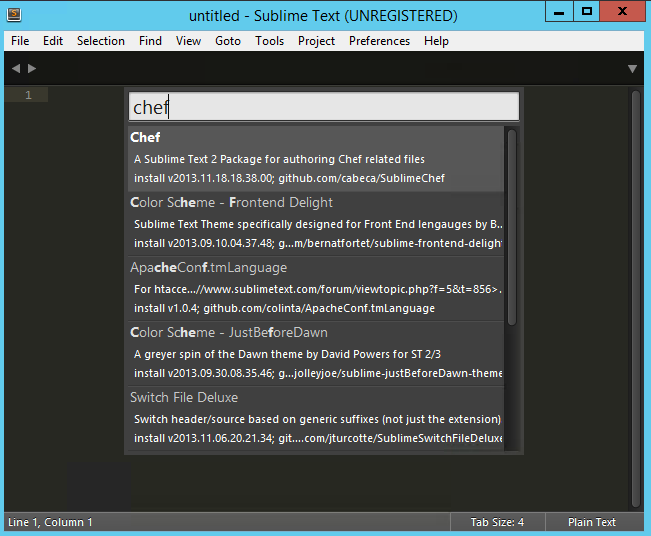 untitled - Sublime Text (UNREGISTERED)
File Edit Selection Find View Goto Tools Project Preferences Help
1
chef
Chef
A Sublime Text 2 Package for authoring Chef related files
install v2013.11.18.18.38.00; github.com/cabeca/SublimeChef
Color Scheme - Frontend Delight
Sublime Text Theme specifically designed for Front End lengauges by B...
install v2013.09.10.04.37.48; g...m/bernatfortet/sublime-frontend-delight
ApacheConf.tmLanguage
For htacce...//www.sublimetext.com/forum/viewtopic.php?f=5&t=856>.
install v1.0.4; github.com/colinta/ApacheConf.tmLanguage
Color Scheme - JustBeforeDawn
A greyer spin of the Dawn theme by David Powers for ST 2/3
install v2013.09.30.08.35.46; g...jolleyjoe/sublime-justBeforeDawn-theme
Switch File Deluxe
Switch header/source based on generic suffixes (not just the extension)
install v2013.11.06.20.21.34; git....com/jturcotte/SublimeSwitchFileDeluxe
Line 1, Column 1 Tab Size: 4 Plain Text